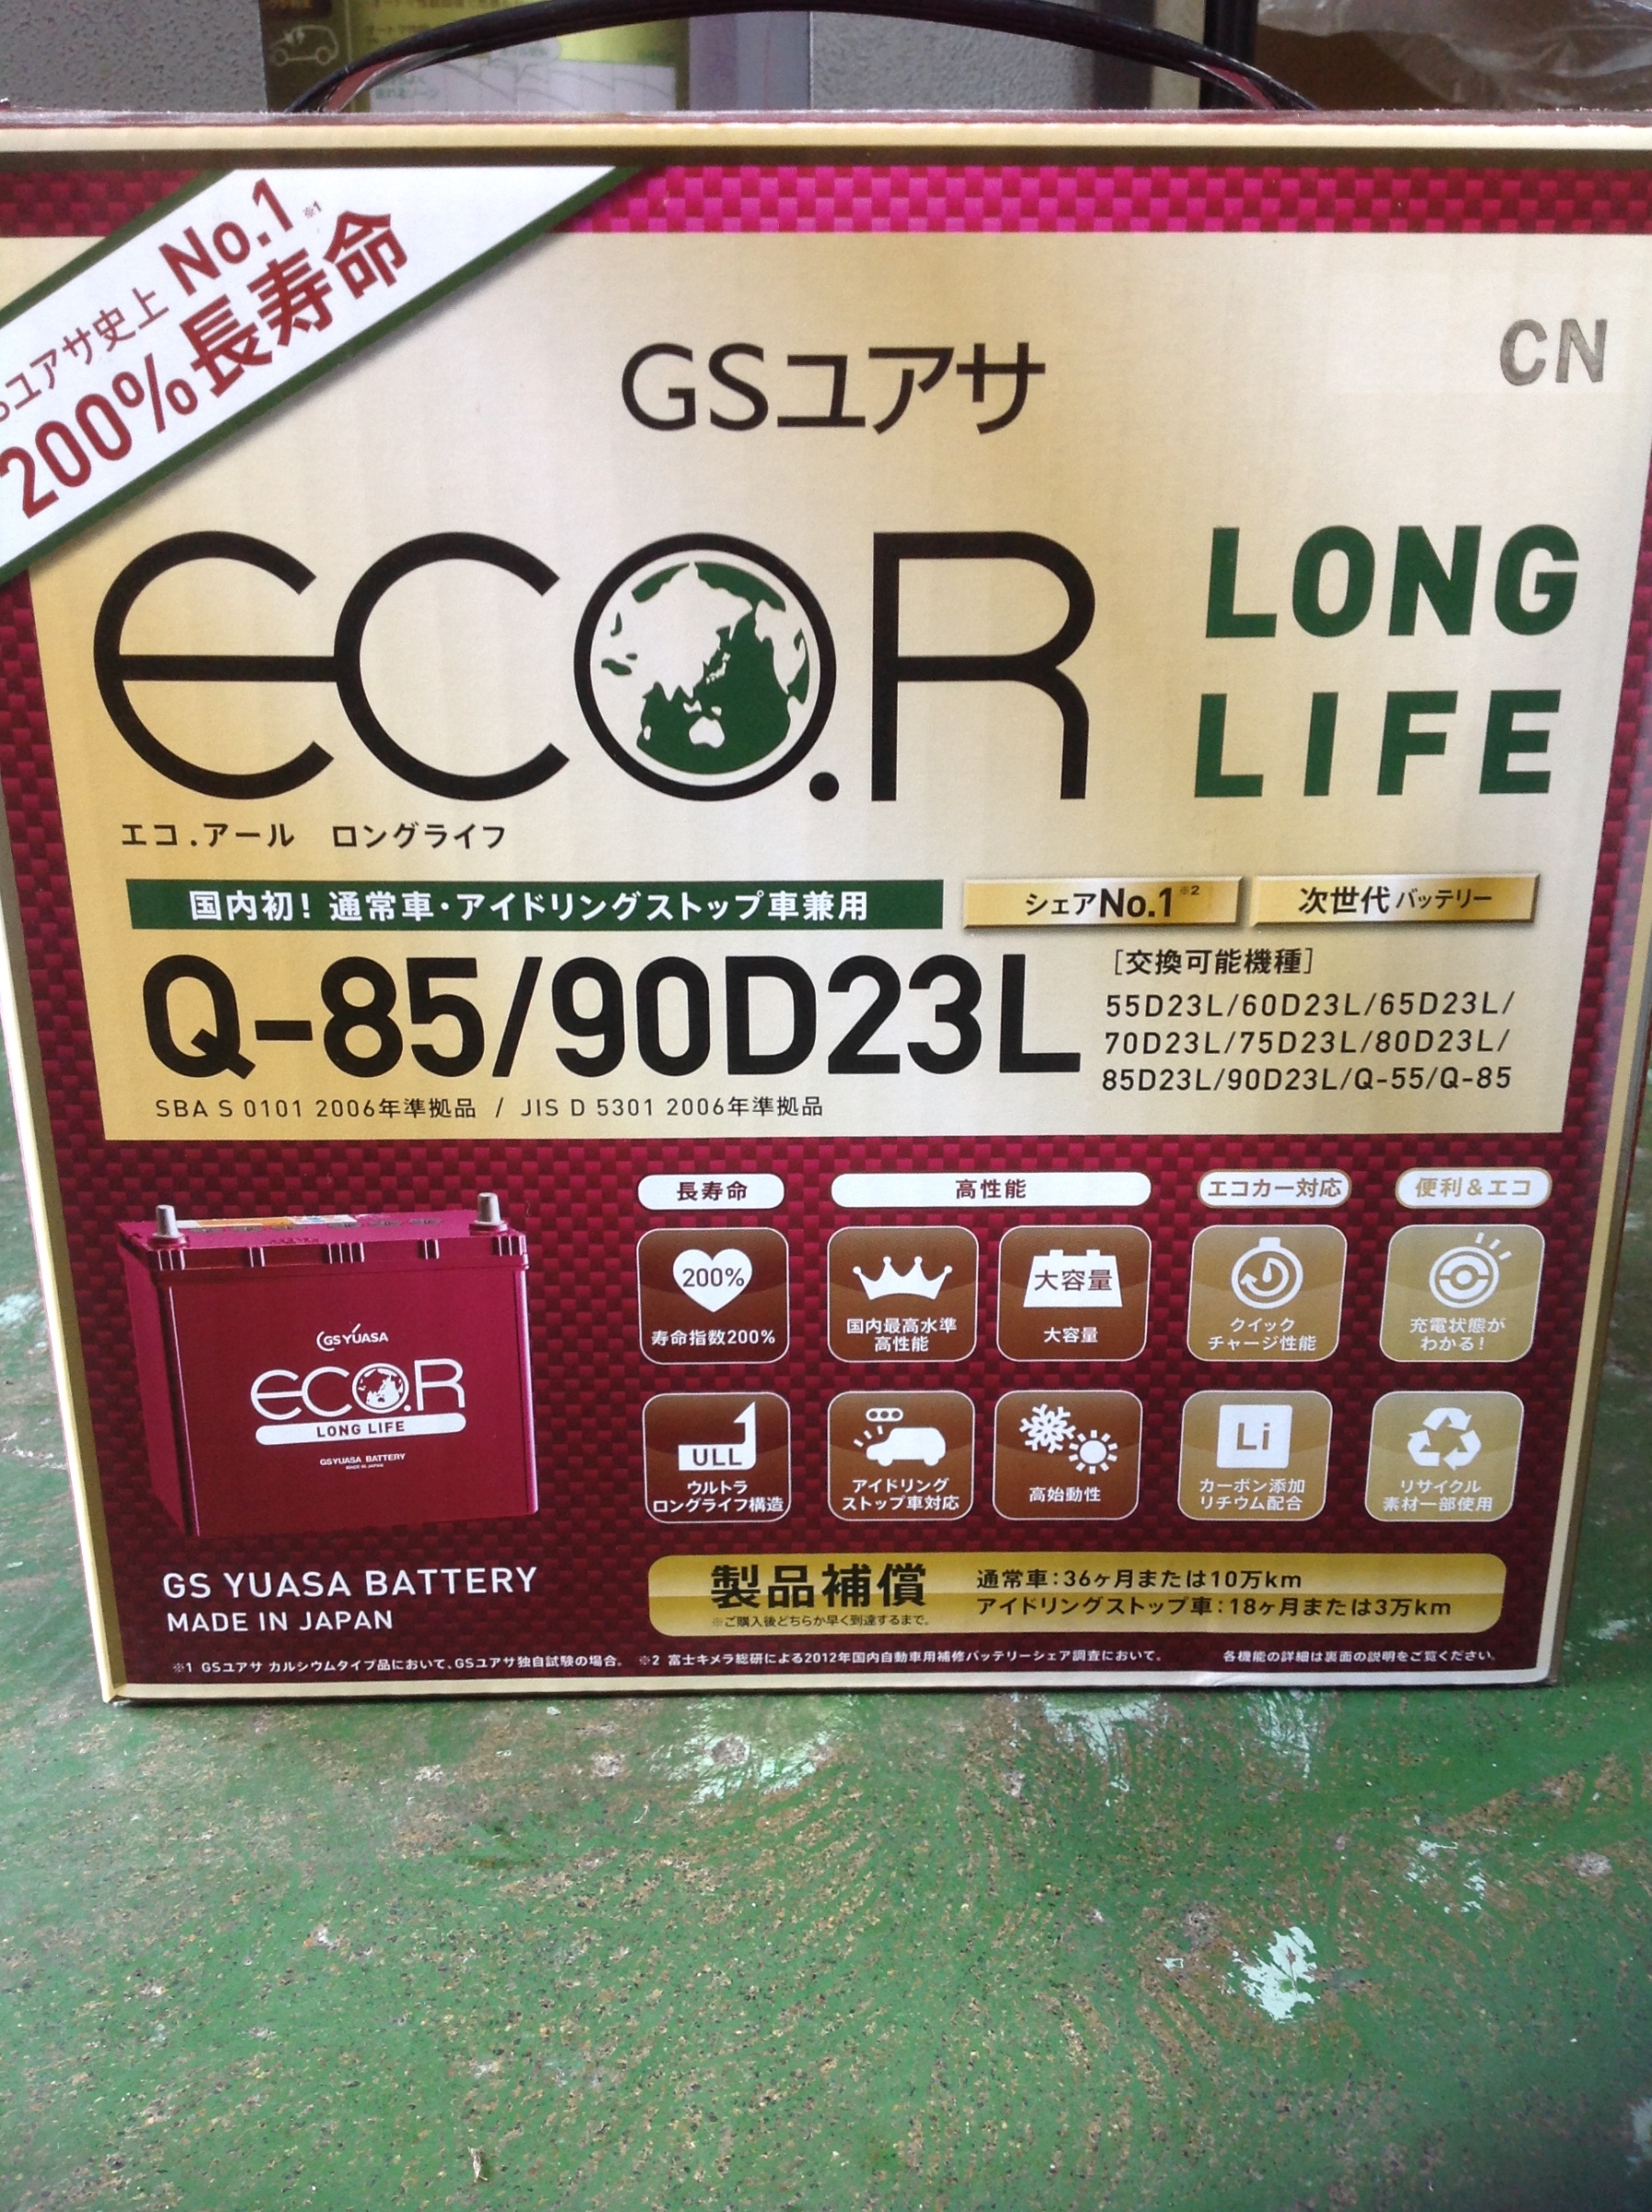 ユアサ史上 No.1 ※1
200%長寿命
GSユアサ
CN
eco.R
LONG
LIFE
エコ.アール ロングライフ
国内初! 通常車・アイドリングストップ車兼用
シェアNo.1※2
次世代バッテリー
Q-85/90D23L
[交換可能機種]
55D23L/60D23L/65D23L/
70D23L/75D23L/80D23L/
85D23L/90D23L/Q-55/Q-85
SBA S 0101 2006年準拠品 / JIS D 5301 2006年準拠品
長寿命
高性能
エコカー対応
便利&エコ
200%
寿命指数200%
国内最高水準
高性能
大容量
大容量
クイック
チャージ性能
充電状態が
わかる!
ULL
ウルトラ
ロングライフ構造
アイドリング
ストップ車対応
高始動性
Li
カーボン添加
リチウム配合
リサイクル
素材一部使用
GS YUASA
eco.R
LONG LIFE
GSYUASA BATTERY
MADE IN JAPAN
GS YUASA BATTERY
MADE IN JAPAN
製品補償
※ご購入後どちらか早く到達するまで。
通常車:36ヶ月または10万km
アイドリングストップ車:18ヶ月または3万km
※1 GSユアサ カルシウムタイプ品において、GSユアサ独自試験の場合。 ※2 富士キメラ総研による2012年国内自動車用補修バッテリーシェア調査において。 各機能の詳細は裏面の説明をご覧ください。